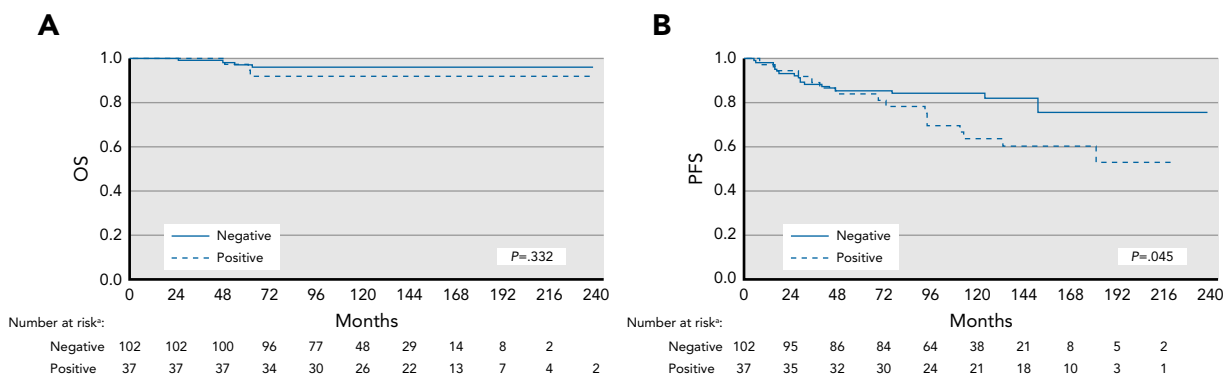 A
1.0
0.8
0.6
0.4
0.2
0.0
OS
Negative
Positive
P=.332
0 24 48 72 96 120 144 168 192 216 240
Months
Number at riskᵃ:
Negative 102 102 100 96 77 48 29 14 8 2
Positive 37 37 37 34 30 26 22 13 7 4 2
B
1.0
0.8
0.6
0.4
0.2
0.0
PFS
Negative
Positive
P=.045
0 24 48 72 96 120 144 168 192 216 240
Months
Number at riskᵃ:
Negative 102 95 86 84 64 38 21 8 5 2
Positive 37 35 32 30 24 21 18 10 3 1